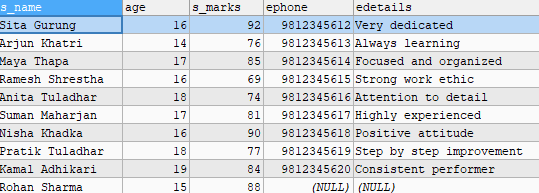 s_name age s_marks ephone edetails
Sita Gurung 16 92 9812345612 Very dedicated
Arjun Khatri 14 76 9812345613 Always learning
Maya Thapa 17 85 9812345614 Focused and organized
Ramesh Shrestha 16 69 9812345615 Strong work ethic
Anita Tuladhar 18 74 9812345616 Attention to detail
Suman Maharjan 17 81 9812345617 Highly experienced
Nisha Khadka 16 90 9812345618 Positive attitude
Pratik Tuladhar 18 77 9812345619 Step by step improvement
Kamal Adhikari 19 84 9812345620 Consistent performer
Rohan Sharma 15 88 (NULL) (NULL)